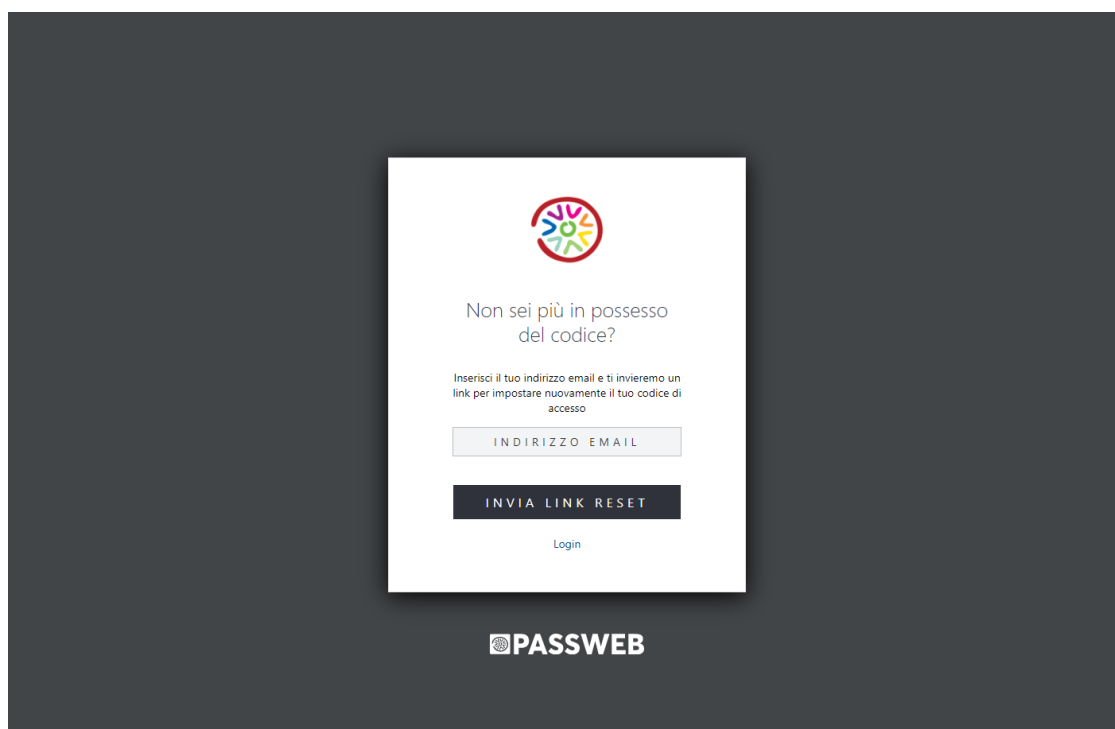 Non sei più in possesso
del codice?
Inserisci il tuo indirizzo email e ti invieremo un
link per impostare nuovamente il tuo codice di
accesso
INDIRIZZO EMAIL
INVIA LINK RESET
Login
PASSWEB